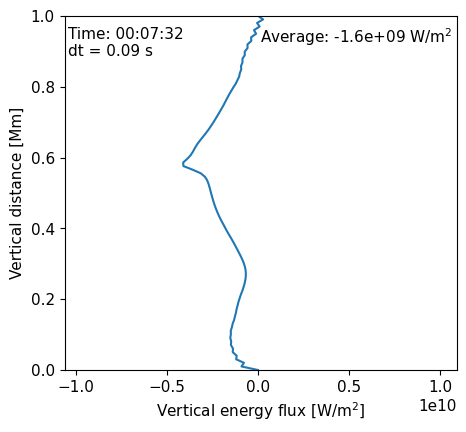 Time: 00:07:32
dt = 0.09 s
Average: -1.6e+09 W/m²
Vertical distance [Mm]
1.0
0.8
0.6
0.4
0.2
0.0
−1.0 −0.5 0.0 0.5 1.0
1e10
Vertical energy flux [W/m²]